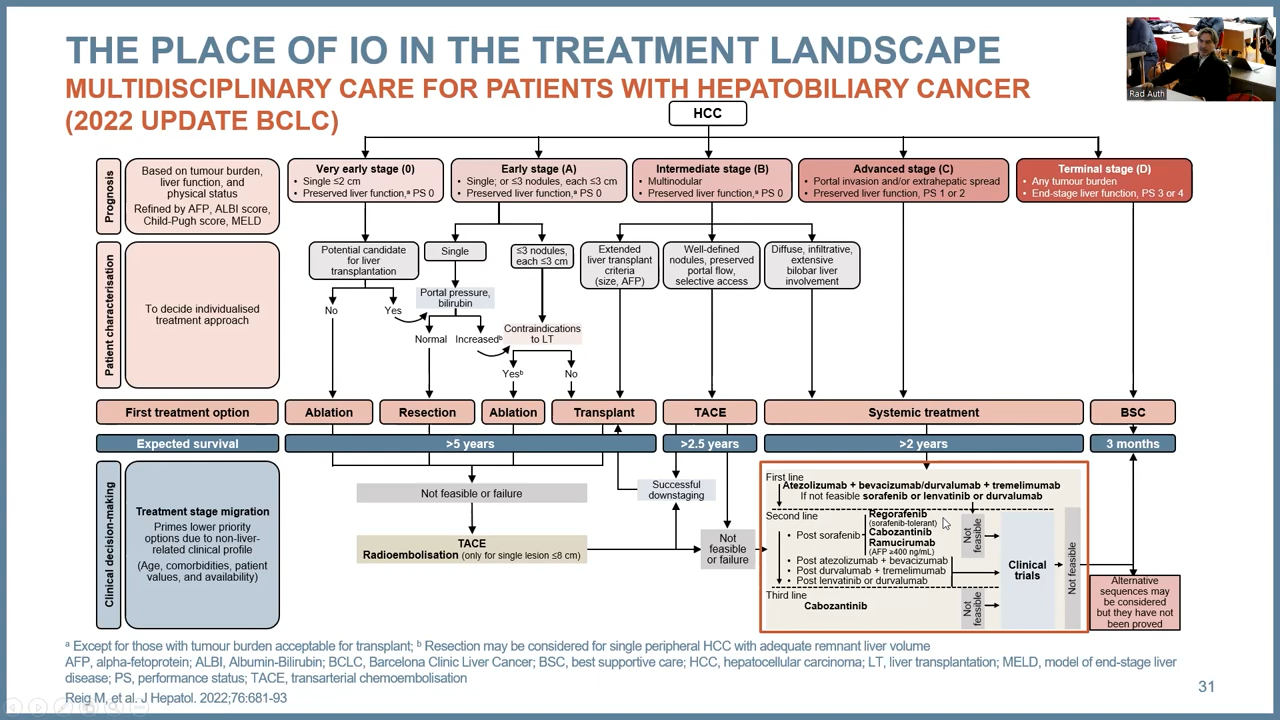 THE PLACE OF IO IN THE TREATMENT LANDSCAPE
MULTIDISCIPLINARY CARE FOR PATIENTS WITH HEPATOBILIARY CANCER
(2022 UPDATE BCLC)
Rad Auth
HCC
Prognosis
Based on tumour burden,
liver function, and
physical status
Refined by AFP, ALBI score,
Child-Pugh score, MELD
Very early stage (0)
• Single ≤2 cm
• Preserved liver function,ᵃ PS 0
Early stage (A)
• Single; or ≤3 nodules, each ≤3 cm
• Preserved liver function,ᵃ PS 0
Intermediate stage (B)
• Multinodular
• Preserved liver function,ᵃ PS 0
Advanced stage (C)
• Portal invasion and/or extrahepatic spread
• Preserved liver function, PS 1 or 2
Terminal stage (D)
• Any tumour burden
• End-stage liver function, PS 3 or 4
Patient characterisation
To decide individualised
treatment approach
Potential candidate
for liver
transplantation
No
Yes
Single
Portal pressure,
bilirubin
Normal
Increasedᵇ
≤3 nodules,
each ≤3 cm
Contraindications
to LT
Yesᵇ
No
Extended
liver transplant
criteria
(size, AFP)
Well-defined
nodules, preserved
portal flow,
selective access
Diffuse, infiltrative,
extensive
bilobar liver
involvement
First treatment option
Ablation
Resection
Ablation
Transplant
TACE
Systemic treatment
BSC
Expected survival
>5 years
>2.5 years
>2 years
3 months
Clinical decision-making
Treatment stage migration
Primes lower priority
options due to non-liver-
related clinical profile
(Age, comorbidities, patient
values, and availability)
Not feasible or failure
TACE
Radioembolisation (only for single lesion ≤8 cm)
Successful
downstaging
Not
feasible
or failure
First line
Atezolizumab + bevacizumab/durvalumab + tremelimumab
If not feasible sorafenib or lenvatinib or durvalumab
Second line
• Post sorafenib
Regorafenib
(sorafenib-tolerant)
Cabozantinib
Ramucirumab
(AFP ≥400 ng/mL)
• Post atezolizumab + bevacizumab
• Post durvalumab + tremelimumab
• Post lenvatinib or durvalumab
Third line
Cabozantinib
Not
feasible
Not
feasible
Clinical
trials
Not feasible
Alternative
sequences may
be considered
but they have not
been proved
ᵃ Except for those with tumour burden acceptable for transplant; ᵇ Resection may be considered for single peripheral HCC with adequate remnant liver volume
AFP, alpha-fetoprotein; ALBI, Albumin-Bilirubin; BCLC, Barcelona Clinic Liver Cancer; BSC, best supportive care; HCC, hepatocellular carcinoma; LT, liver transplantation; MELD, model of end-stage liver
disease; PS, performance status; TACE, transarterial chemoembolisation
Reig M, et al. J Hepatol. 2022;76:681-93
31